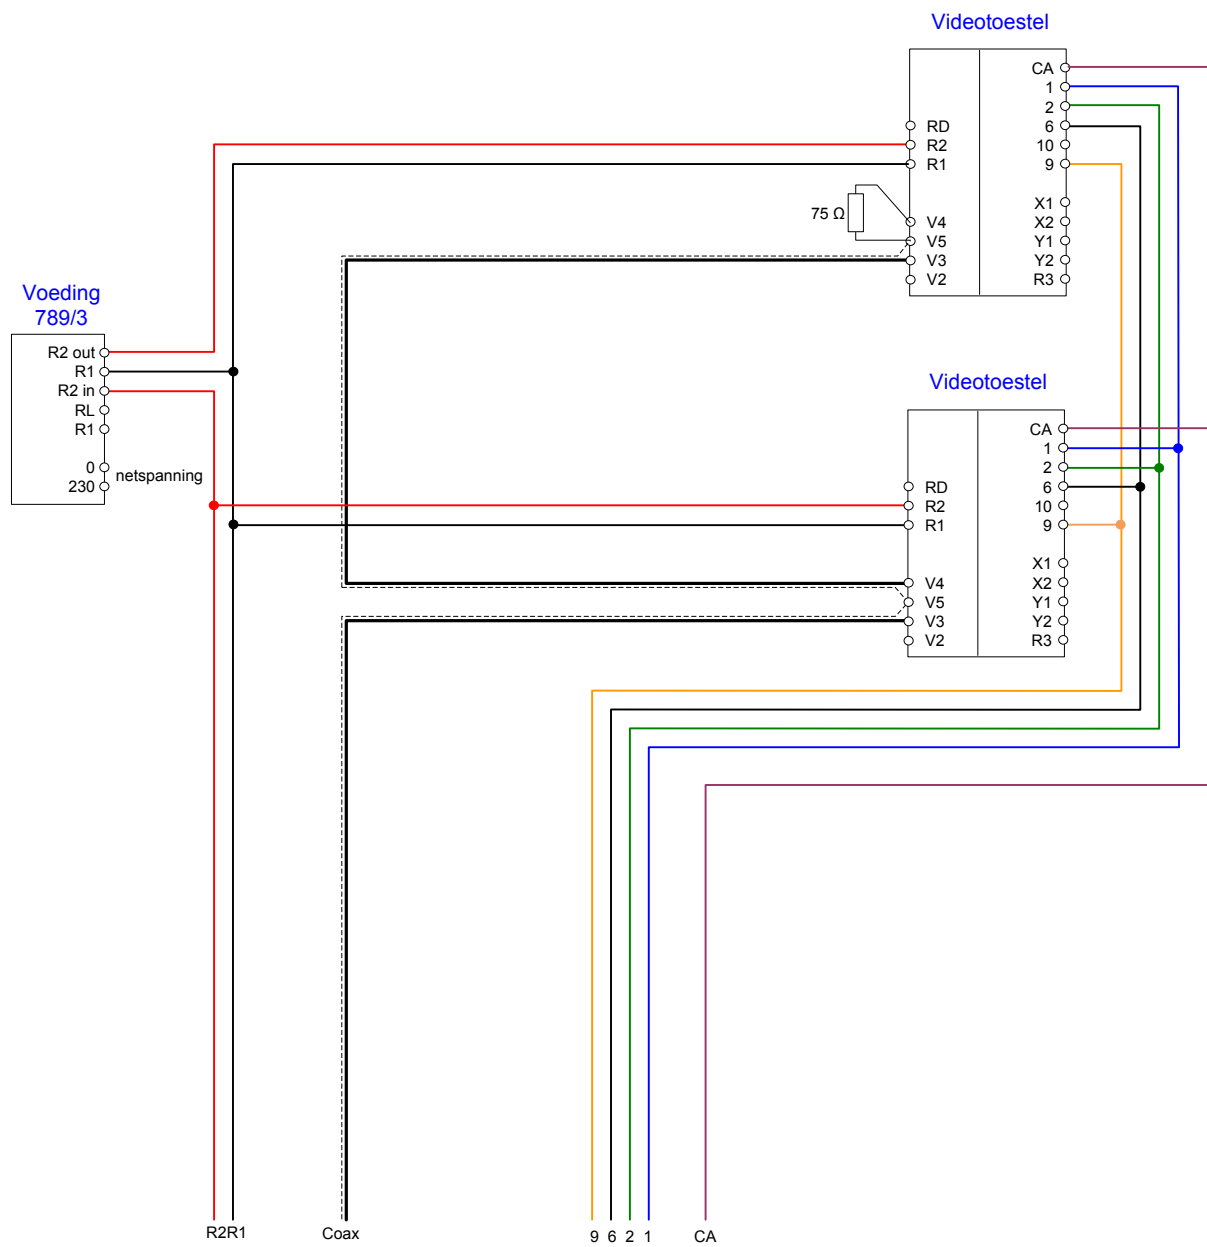 Videotoestel
CA
1
2
RD
6
R2
10
R1
9
75 Ω
X1
V4
X2
V5
Y1
V3
Y2
V2
R3
Voeding
789/3
R2 out
R1
R2 in
RL
R1
0
netspanning
230
Videotoestel
CA
1
2
RD
6
R2
10
R1
9
X1
V4
X2
V5
Y1
V3
Y2
V2
R3
R2R1
Coax
9 6 2 1
CA